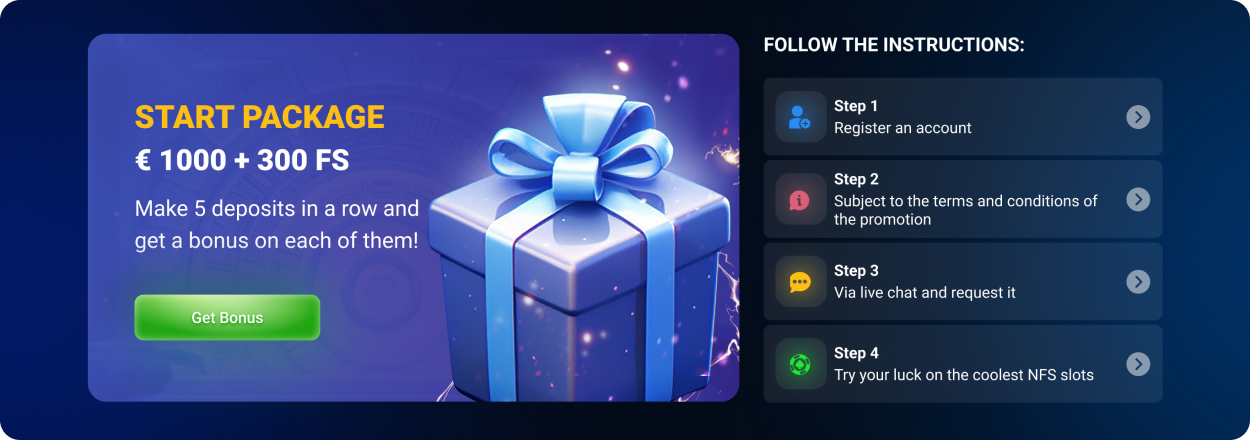 START PACKAGE
€ 1000 + 300 FS
Make 5 deposits in a row and
get a bonus on each of them!
Get Bonus
FOLLOW THE INSTRUCTIONS:
Step 1
Register an account
Step 2
Subject to the terms and conditions of
the promotion
Step 3
Via live chat and request it
Step 4
Try your luck on the coolest NFS slots